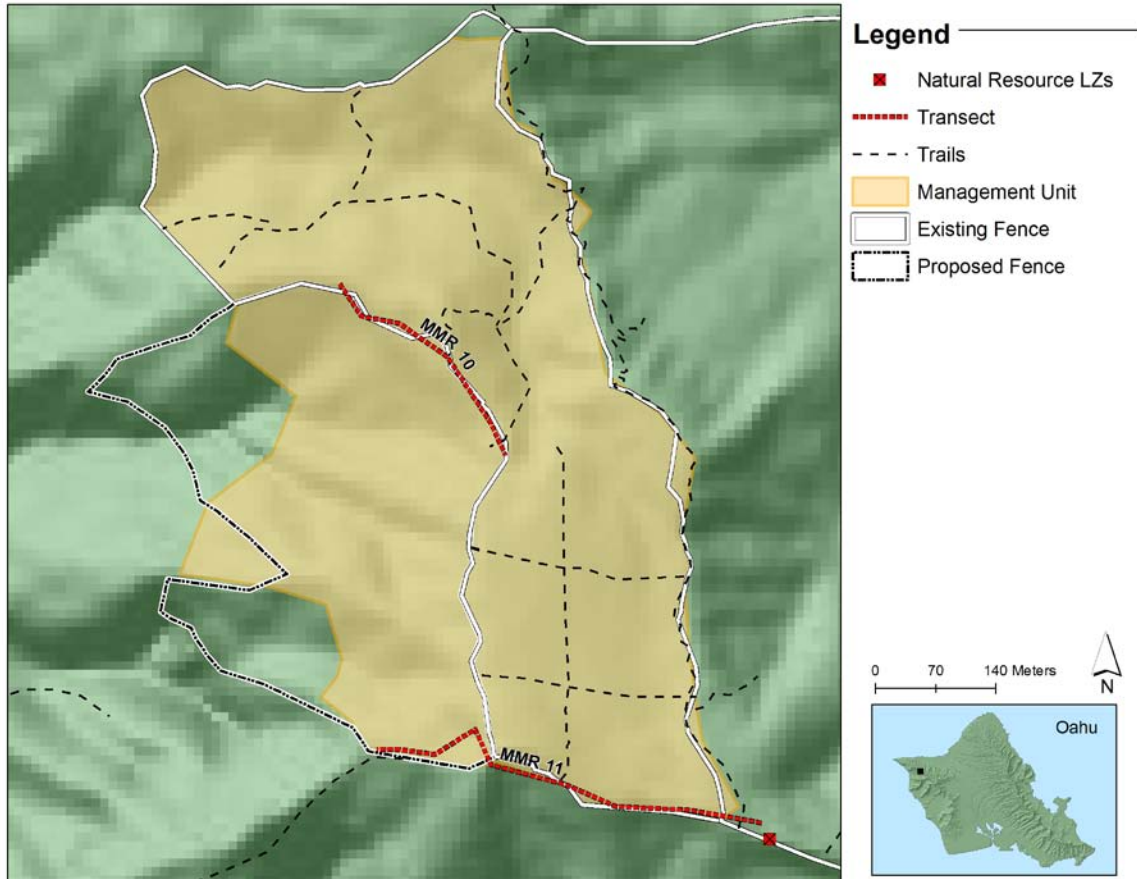 Legend
Natural Resource LZs
Transect
Trails
Management Unit
Existing Fence
Proposed Fence
MMR 10
MMR 11
0 70 140 Meters
N
Oahu